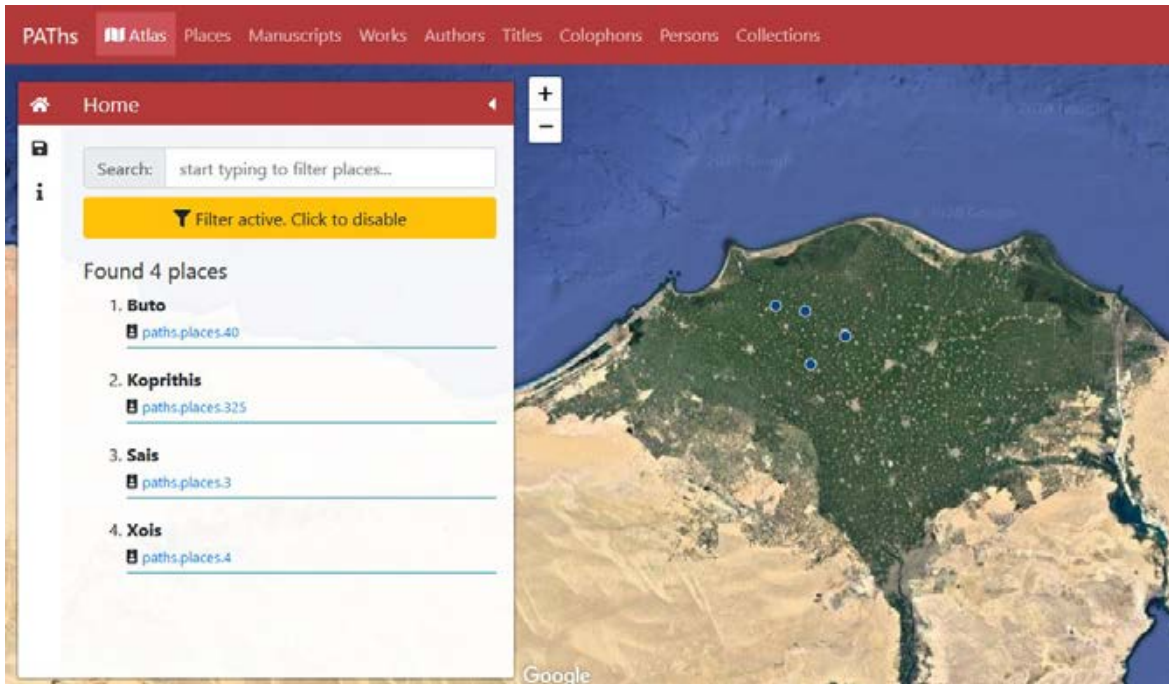 PAThs Atlas Places Manuscripts Works Authors Titles Colophons Persons Collections
Home
+
−
Search: start typing to filter places...
Filter active. Click to disable
Found 4 places
1. Buto
paths.places.40
2. Koprithis
paths.places.325
3. Sais
paths.places.3
4. Xois
paths.places.4
Google